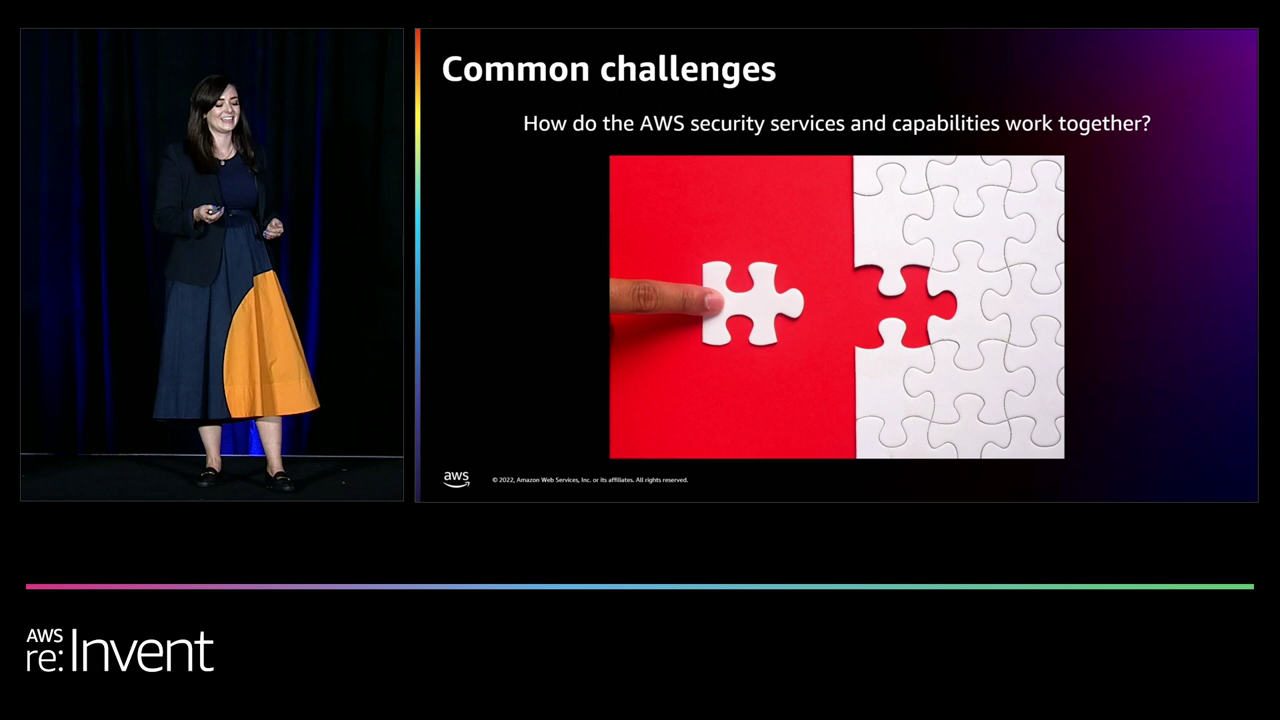 Common challenges
How do the AWS security services and capabilities work together?
aws
© 2022, Amazon Web Services, Inc. or its affiliates. All rights reserved.
AWS
re:Invent